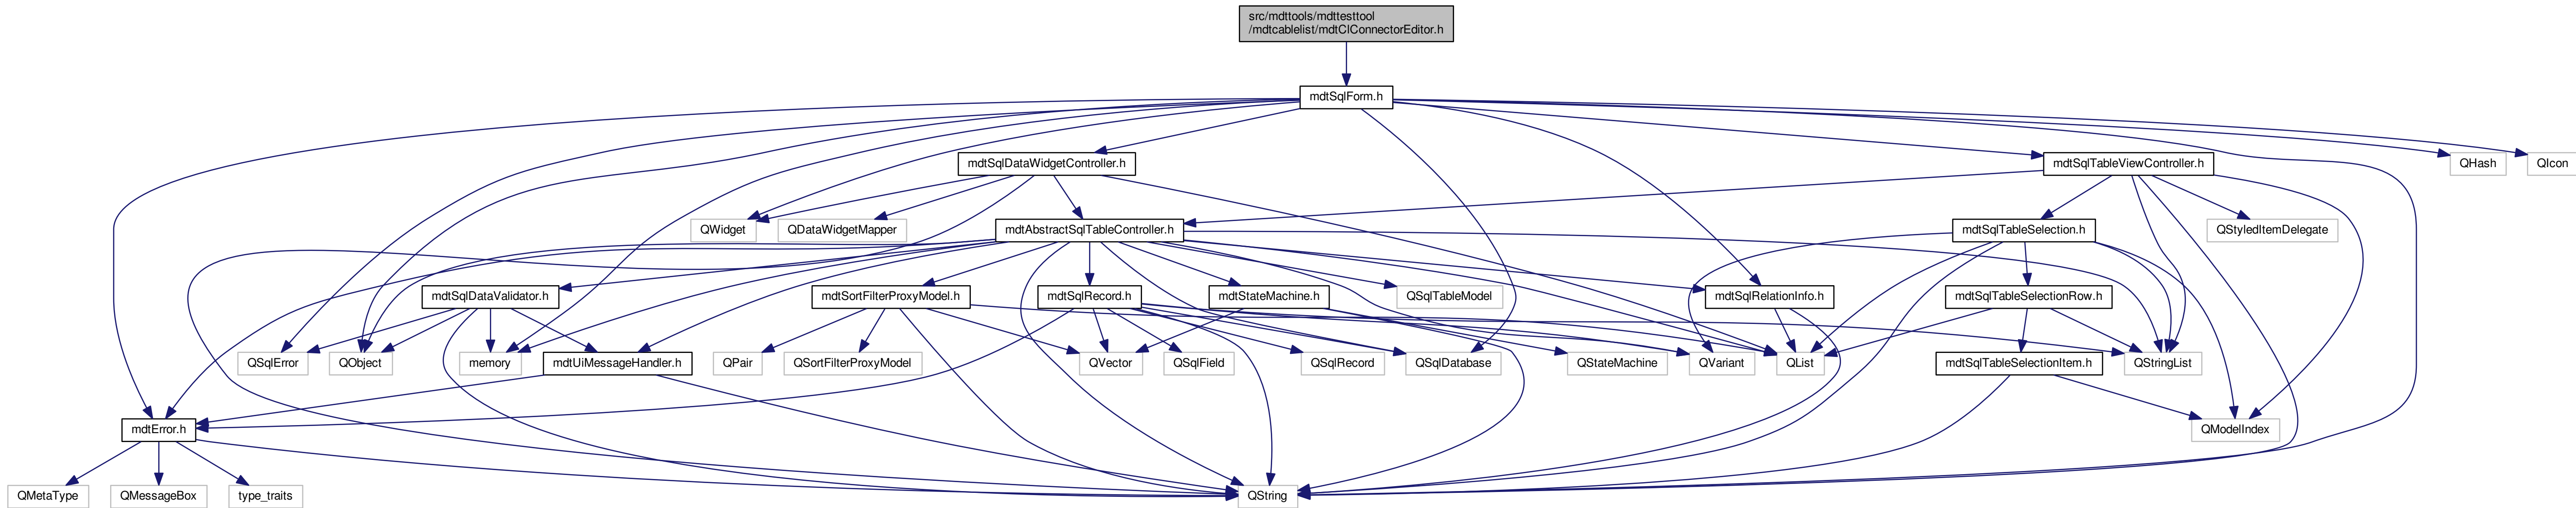 src/mdttools/mdttesttool
/mdtcablelist/mdtClConnectorEditor.h
mdtSqlForm.h
mdtSqlDataWidgetController.h
mdtSqlTableViewController.h
QHash
QIcon
QWidget
QDataWidgetMapper
mdtAbstractSqlTableController.h
mdtSqlTableSelection.h
QStyledItemDelegate
mdtSqlDataValidator.h
mdtSortFilterProxyModel.h
mdtSqlRecord.h
mdtStateMachine.h
QSqlTableModel
mdtSqlRelationInfo.h
mdtSqlTableSelectionRow.h
QSqlError
QObject
memory
mdtUiMessageHandler.h
QPair
QSortFilterProxyModel
QVector
QSqlField
QSqlRecord
QSqlDatabase
QStateMachine
QVariant
QList
mdtSqlTableSelectionItem.h
QStringList
mdtError.h
QModelIndex
QMetaType
QMessageBox
type_traits
QString